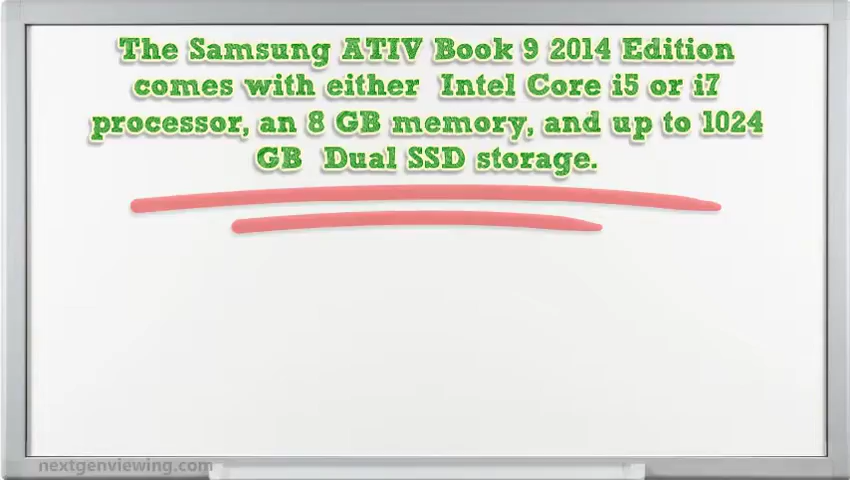 The Samsung ATIV Book 9 2014 Edition
comes with either Intel Core i5 or i7
processor, an 8 GB memory, and up to 1024
GB Dual SSD storage.
nextgenviewing.com